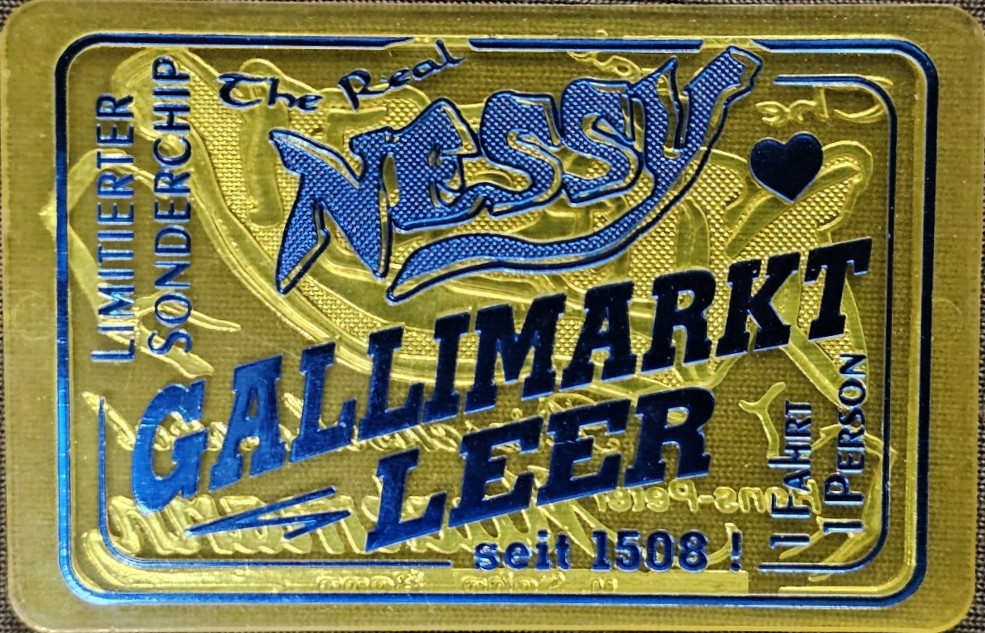 LIMITIERTER
SONDERCHIP
The Real
NESSY
GALLIMARKT
LEER
seit 1508 !
1 FAHRT
1 PERSON